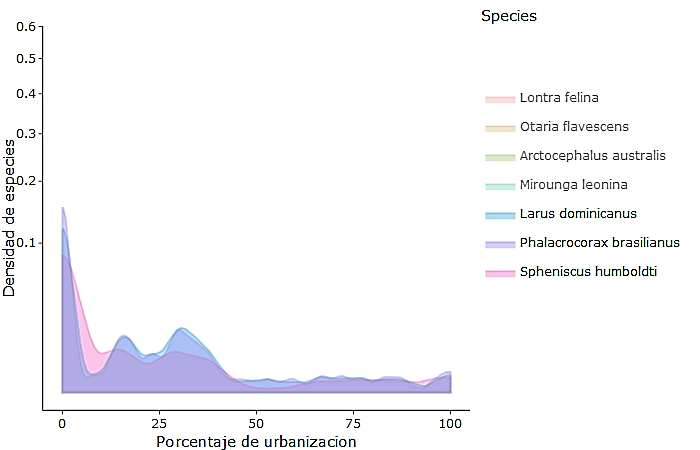 Species
Lontra felina
Otaria flavescens
Arctocephalus australis
Mirounga leonina
Larus dominicanus
Phalacrocorax brasilianus
Spheniscus humboldti
Densidad de especies
0.6
0.5
0.4
0.3
0.2
0.1
0 25 50 75 100
Porcentaje de urbanizacion